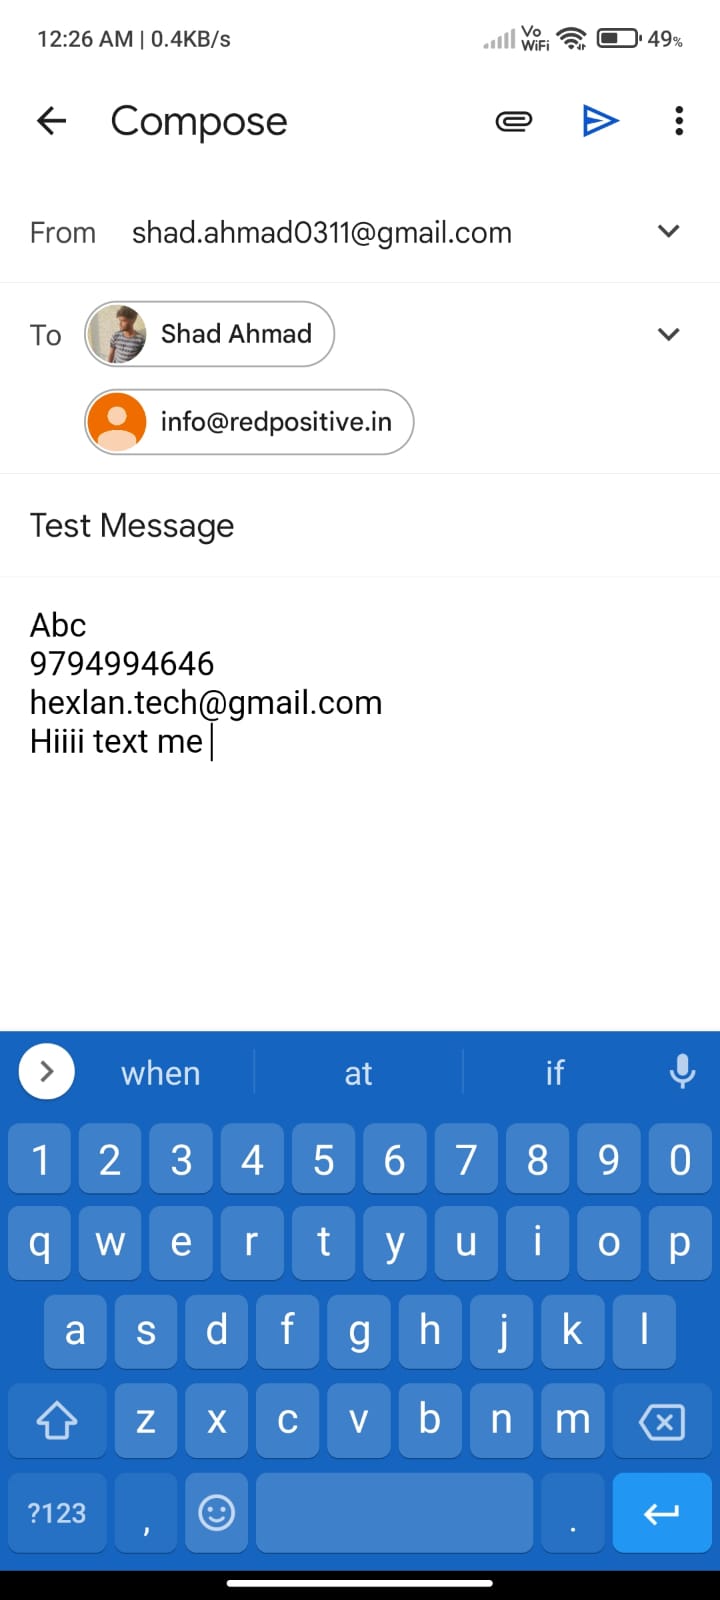 12:26 AM | 0.4KB/s Vo WiFi 49%
Compose
From shad.ahmad0311@gmail.com
To Shad Ahmad
info@redpositive.in
Test Message
Abc
9794994646
hexlan.tech@gmail.com
Hiiii text me
when at if
1 2 3 4 5 6 7 8 9 0
q w e r t y u i o p
a s d f g h j k l
z x c v b n m
?123 , .